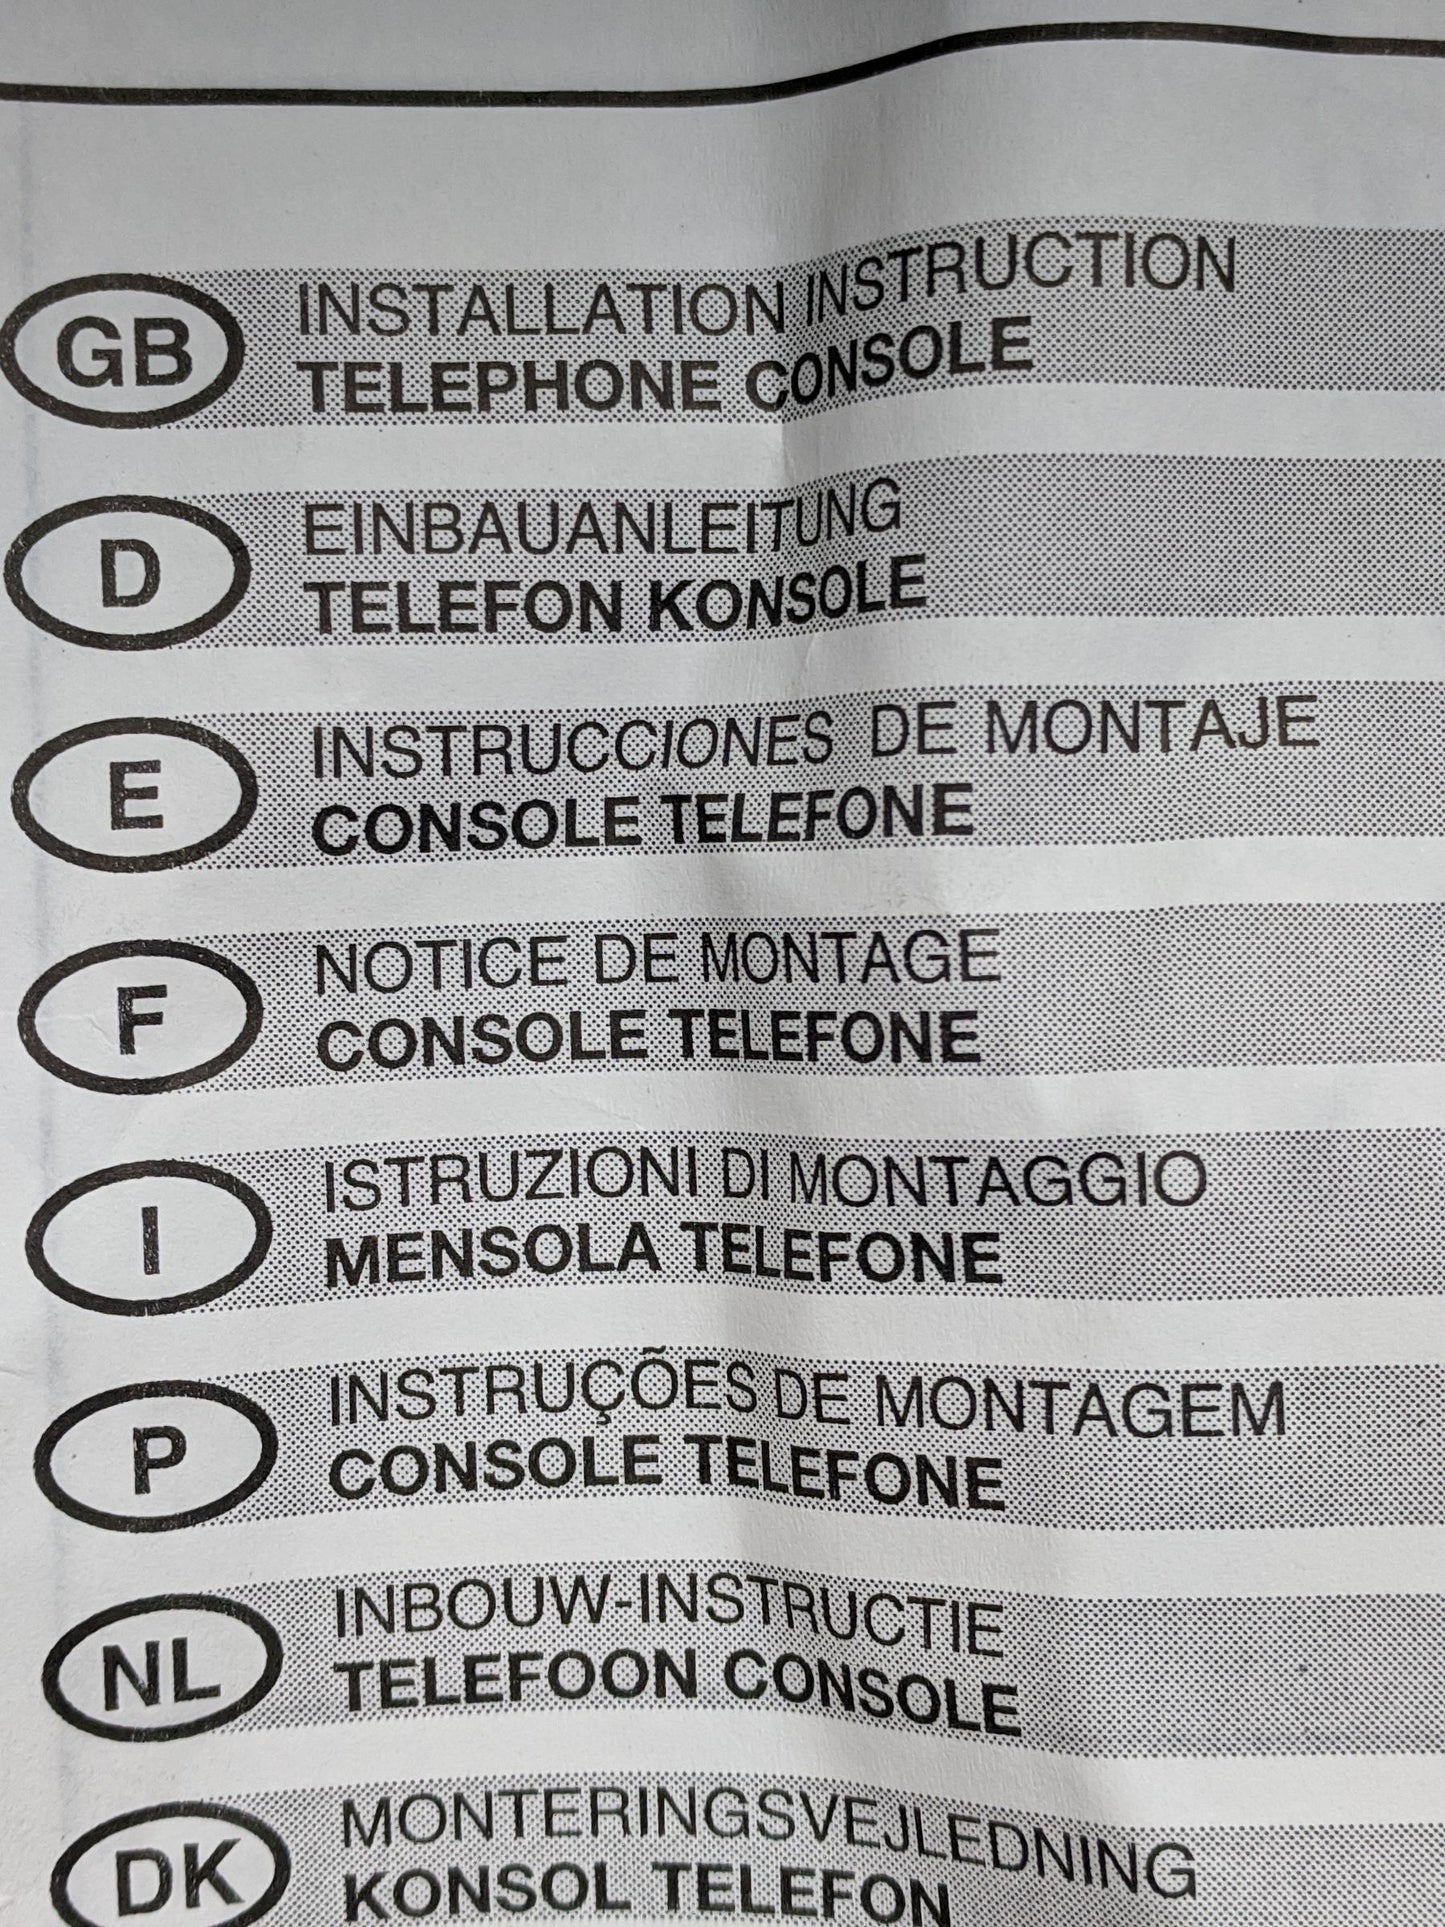 GB INSTALLATION INSTRUCTION
TELEPHONE CONSOLE
D EINBAUANLEITUNG
TELEFON KONSOLE
E INSTRUCCIONES DE MONTAJE
CONSOLE TELEFONE
F NOTICE DE MONTAGE
CONSOLE TELEFONE
I ISTRUZIONI DI MONTAGGIO
MENSOLA TELEFONE
P INSTRUÇÕES DE MONTAGEM
CONSOLE TELEFONE
NL INBOUW-INSTRUCTIE
TELEFOON CONSOLE
DK MONTERINGSVEJLEDNING
KONSOL TELEFON